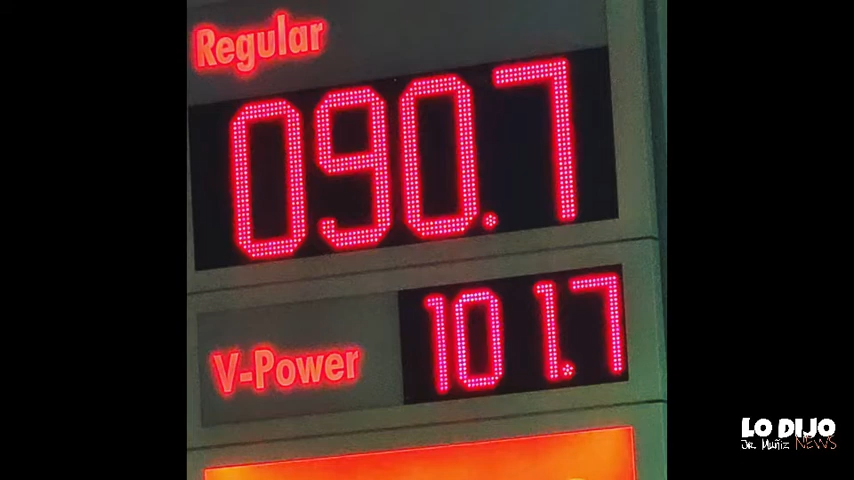 Regular
090.7
V-Power
101.7
LO DIJO
JR. MUÑIZ NEWS